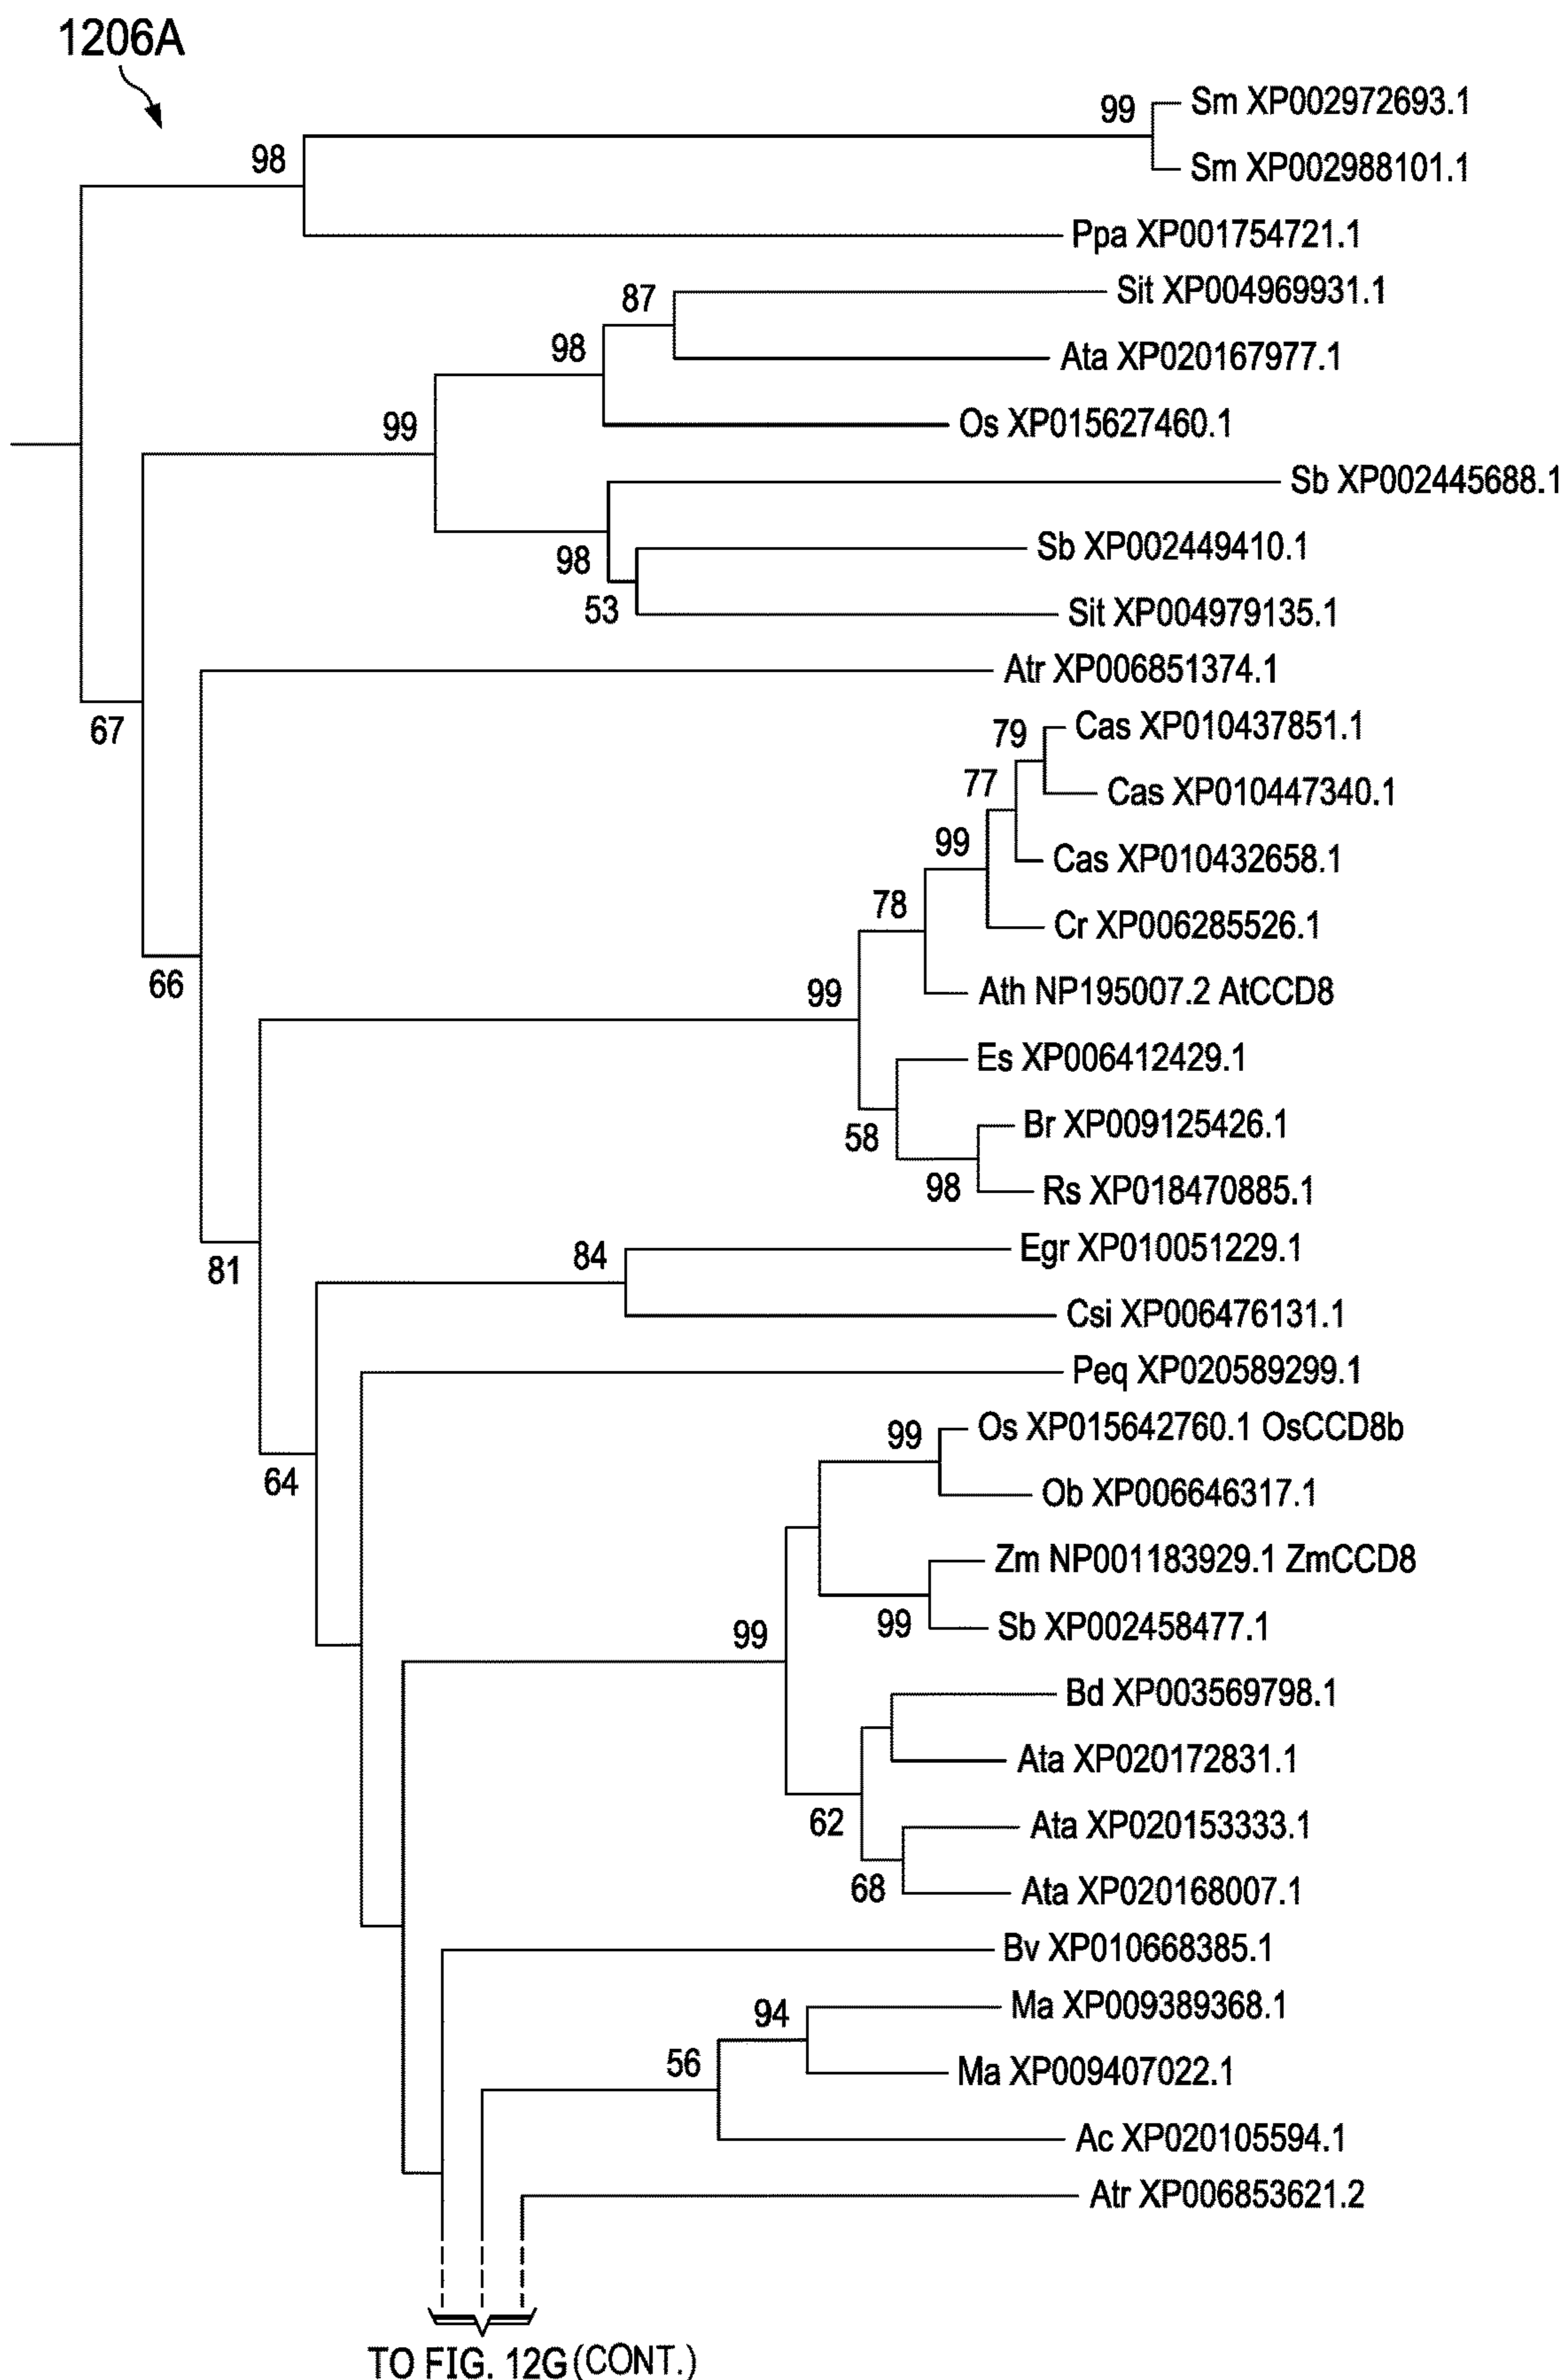 1206A
99
Sm XP002972693.1
Sm XP002988101.1
98
Ppa XP001754721.1
87
Sit XP004969931.1
98
Ata XP020167977.1
99
Os XP015627460.1
Sb XP002445688.1
98
Sb XP002449410.1
53
Sit XP004979135.1
Atr XP006851374.1
67
79
Cas XP010437851.1
77
Cas XP010447340.1
99
Cas XP010432658.1
78
Cr XP006285526.1
66
99
Ath NP195007.2 AtCCD8
Es XP006412429.1
58
Br XP009125426.1
98
Rs XP018470885.1
81
84
Egr XP010051229.1
Csi XP006476131.1
Peq XP020589299.1
64
99
Os XP015642760.1 OsCCD8b
Ob XP006646317.1
Zm NP001183929.1 ZmCCD8
99
99
Sb XP002458477.1
Bd XP003569798.1
Ata XP020172831.1
62
Ata XP020153333.1
68
Ata XP020168007.1
Bv XP010668385.1
94
Ma XP009389368.1
56
Ma XP009407022.1
Ac XP020105594.1
Atr XP006853621.2
TO FIG. 12G (CONT.)